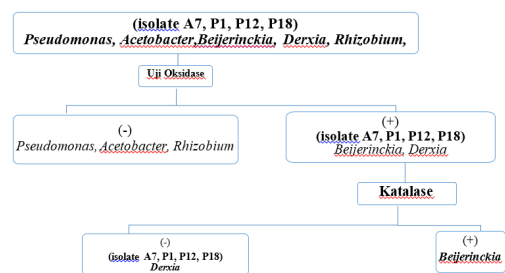 (isolate A7, P1, P12, P18)
Pseudomonas, Acetobacter,Beijerinckia, Derxia, Rhizobium,
Uji Oksidase
(-)
Pseudomonas, Acetobacter, Rhizobium
(+)
(isolate A7, P1, P12, P18)
Beijerinckia, Derxia
Katalase
(-)
(isolate A7, P1, P12, P18)
Derxia
(+)
Beijerinckia